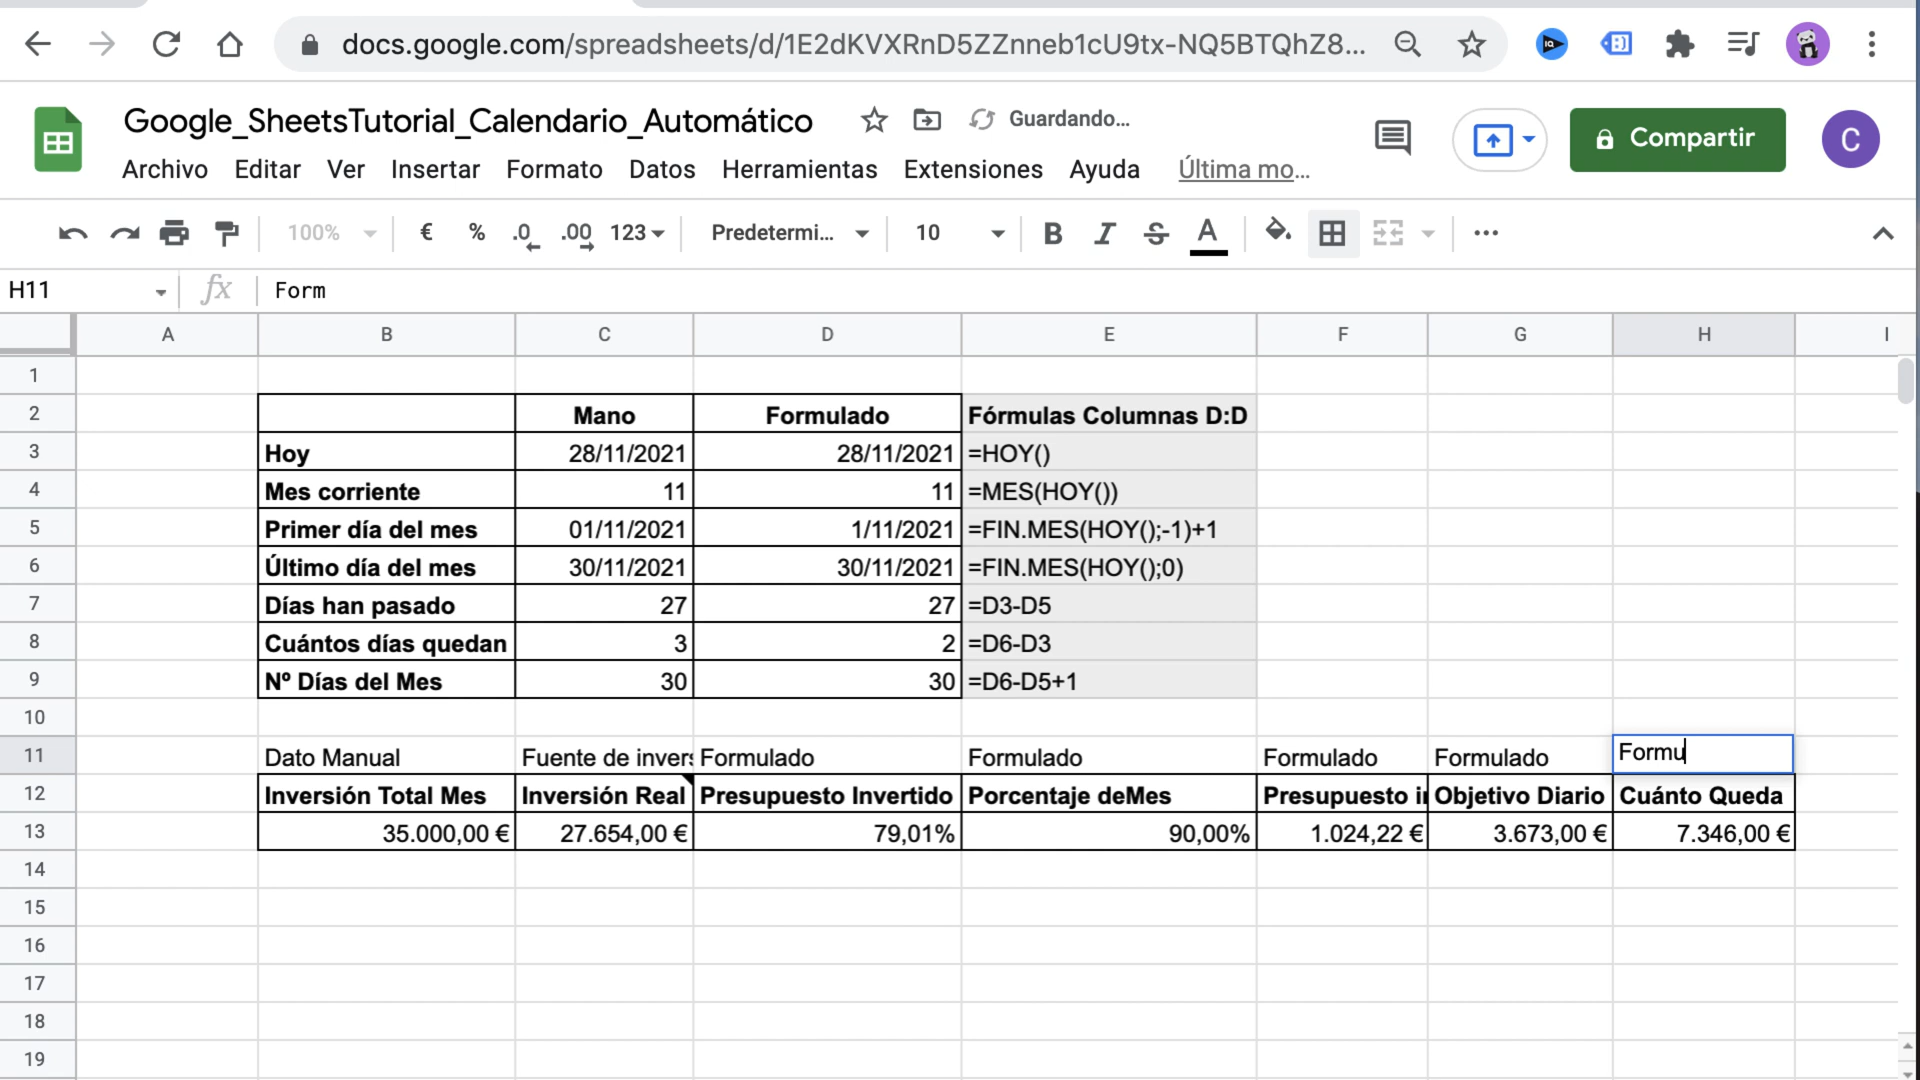 docs.google.com/spreadsheets/d/1E2dKVXRnD5ZZnneb1cU9tx-NQ5BTQhZ8...
Google_SheetsTutorial_Calendario_Automático
Guardando...
Compartir
C
Archivo Editar Ver Insertar Formato Datos Herramientas Extensiones Ayuda Última mo...
100% € % .0 .00 123 Predetermi... 10 B I S A
H11 fx Form
A B C D E F G H I
1
2 Mano Formulado Fórmulas Columnas D:D
3 Hoy 28/11/2021 28/11/2021 =HOY()
4 Mes corriente 11 11 =MES(HOY())
5 Primer día del mes 01/11/2021 1/11/2021 =FIN.MES(HOY();-1)+1
6 Último día del mes 30/11/2021 30/11/2021 =FIN.MES(HOY();0)
7 Días han pasado 27 27 =D3-D5
8 Cuántos días quedan 3 2 =D6-D3
9 Nº Días del Mes 30 30 =D6-D5+1
10
11 Dato Manual Fuente de invers Formulado Formulado Formulado Formulado Formu
12 Inversión Total Mes Inversión Real Presupuesto Invertido Porcentaje deMes Presupuesto in Objetivo Diario Cuánto Queda
13 35.000,00 € 27.654,00 € 79,01% 90,00% 1.024,22 € 3.673,00 € 7.346,00 €
14
15
16
17
18
19